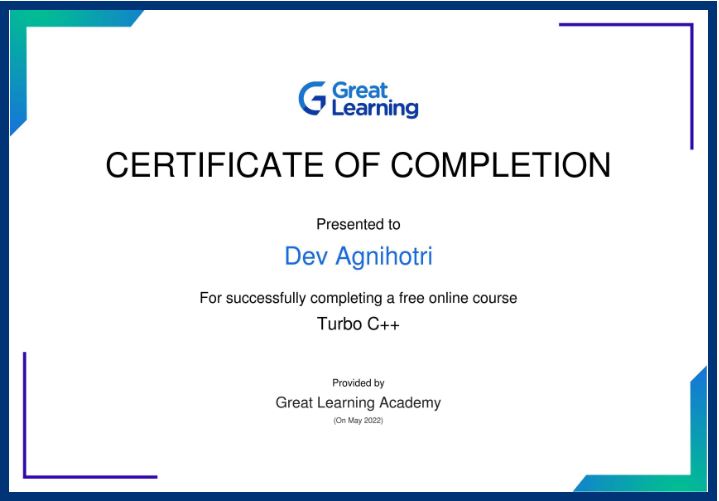 Great
Learning
CERTIFICATE OF COMPLETION
Presented to
Dev Agnihotri
For successfully completing a free online course
Turbo C++
Provided by
Great Learning Academy
(On May 2022)